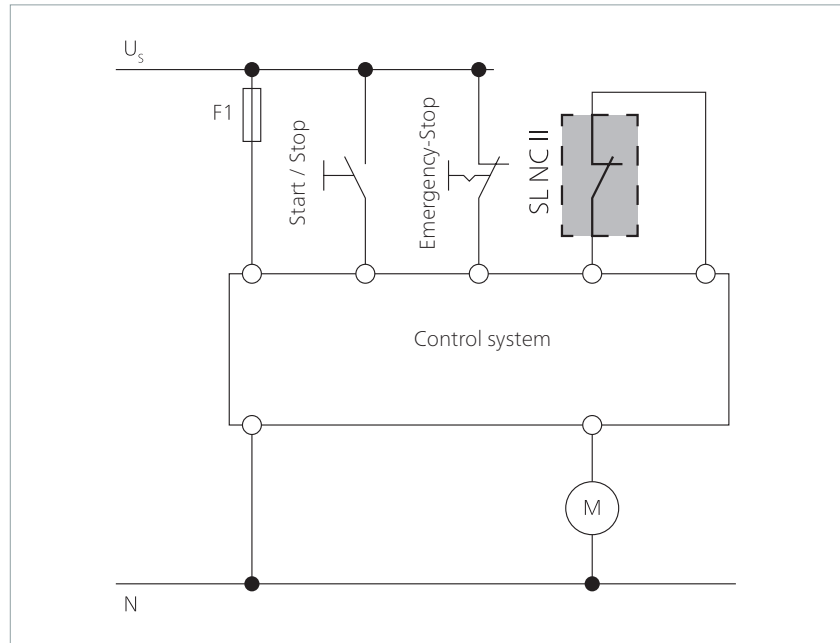 U_S
F1
Start / Stop
Emergency-Stop
SL NC II
Control system
M
N